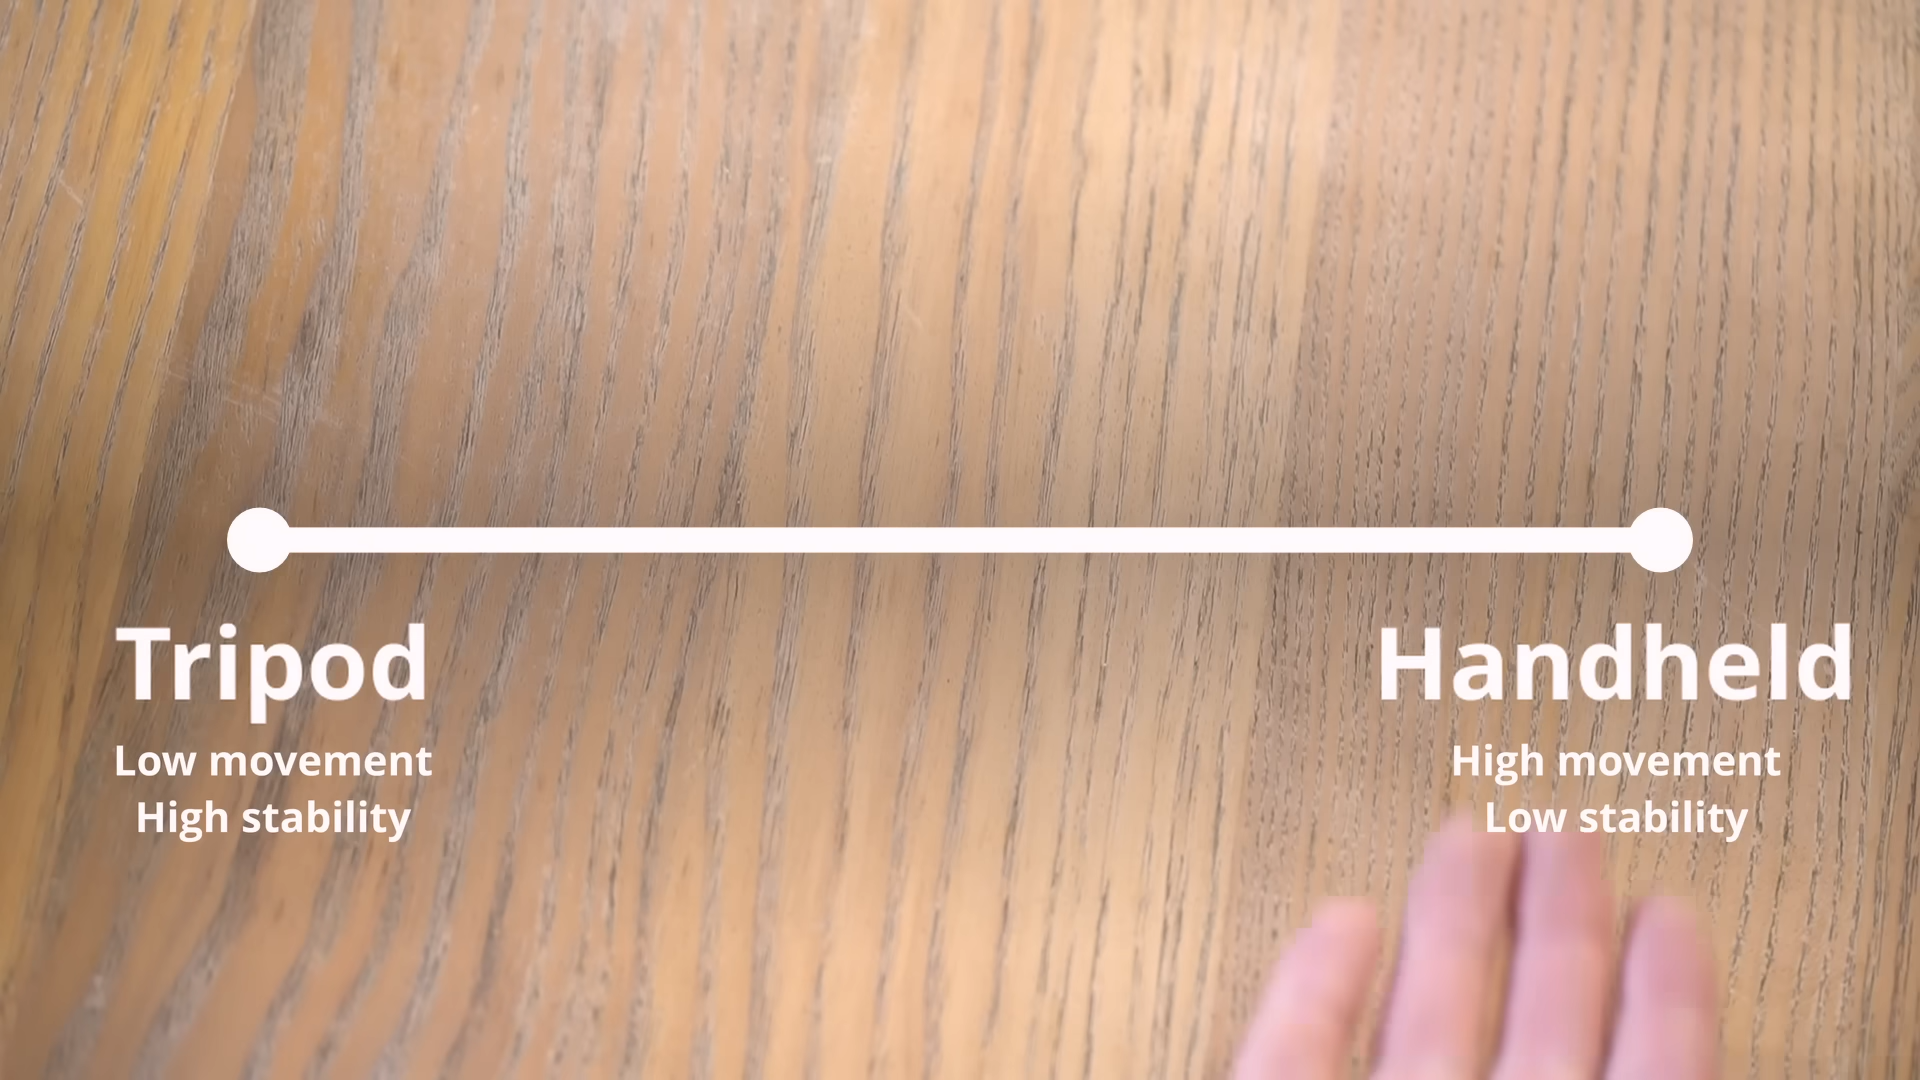 Tripod
Low movement
High stability
Handheld
High movement
Low stability